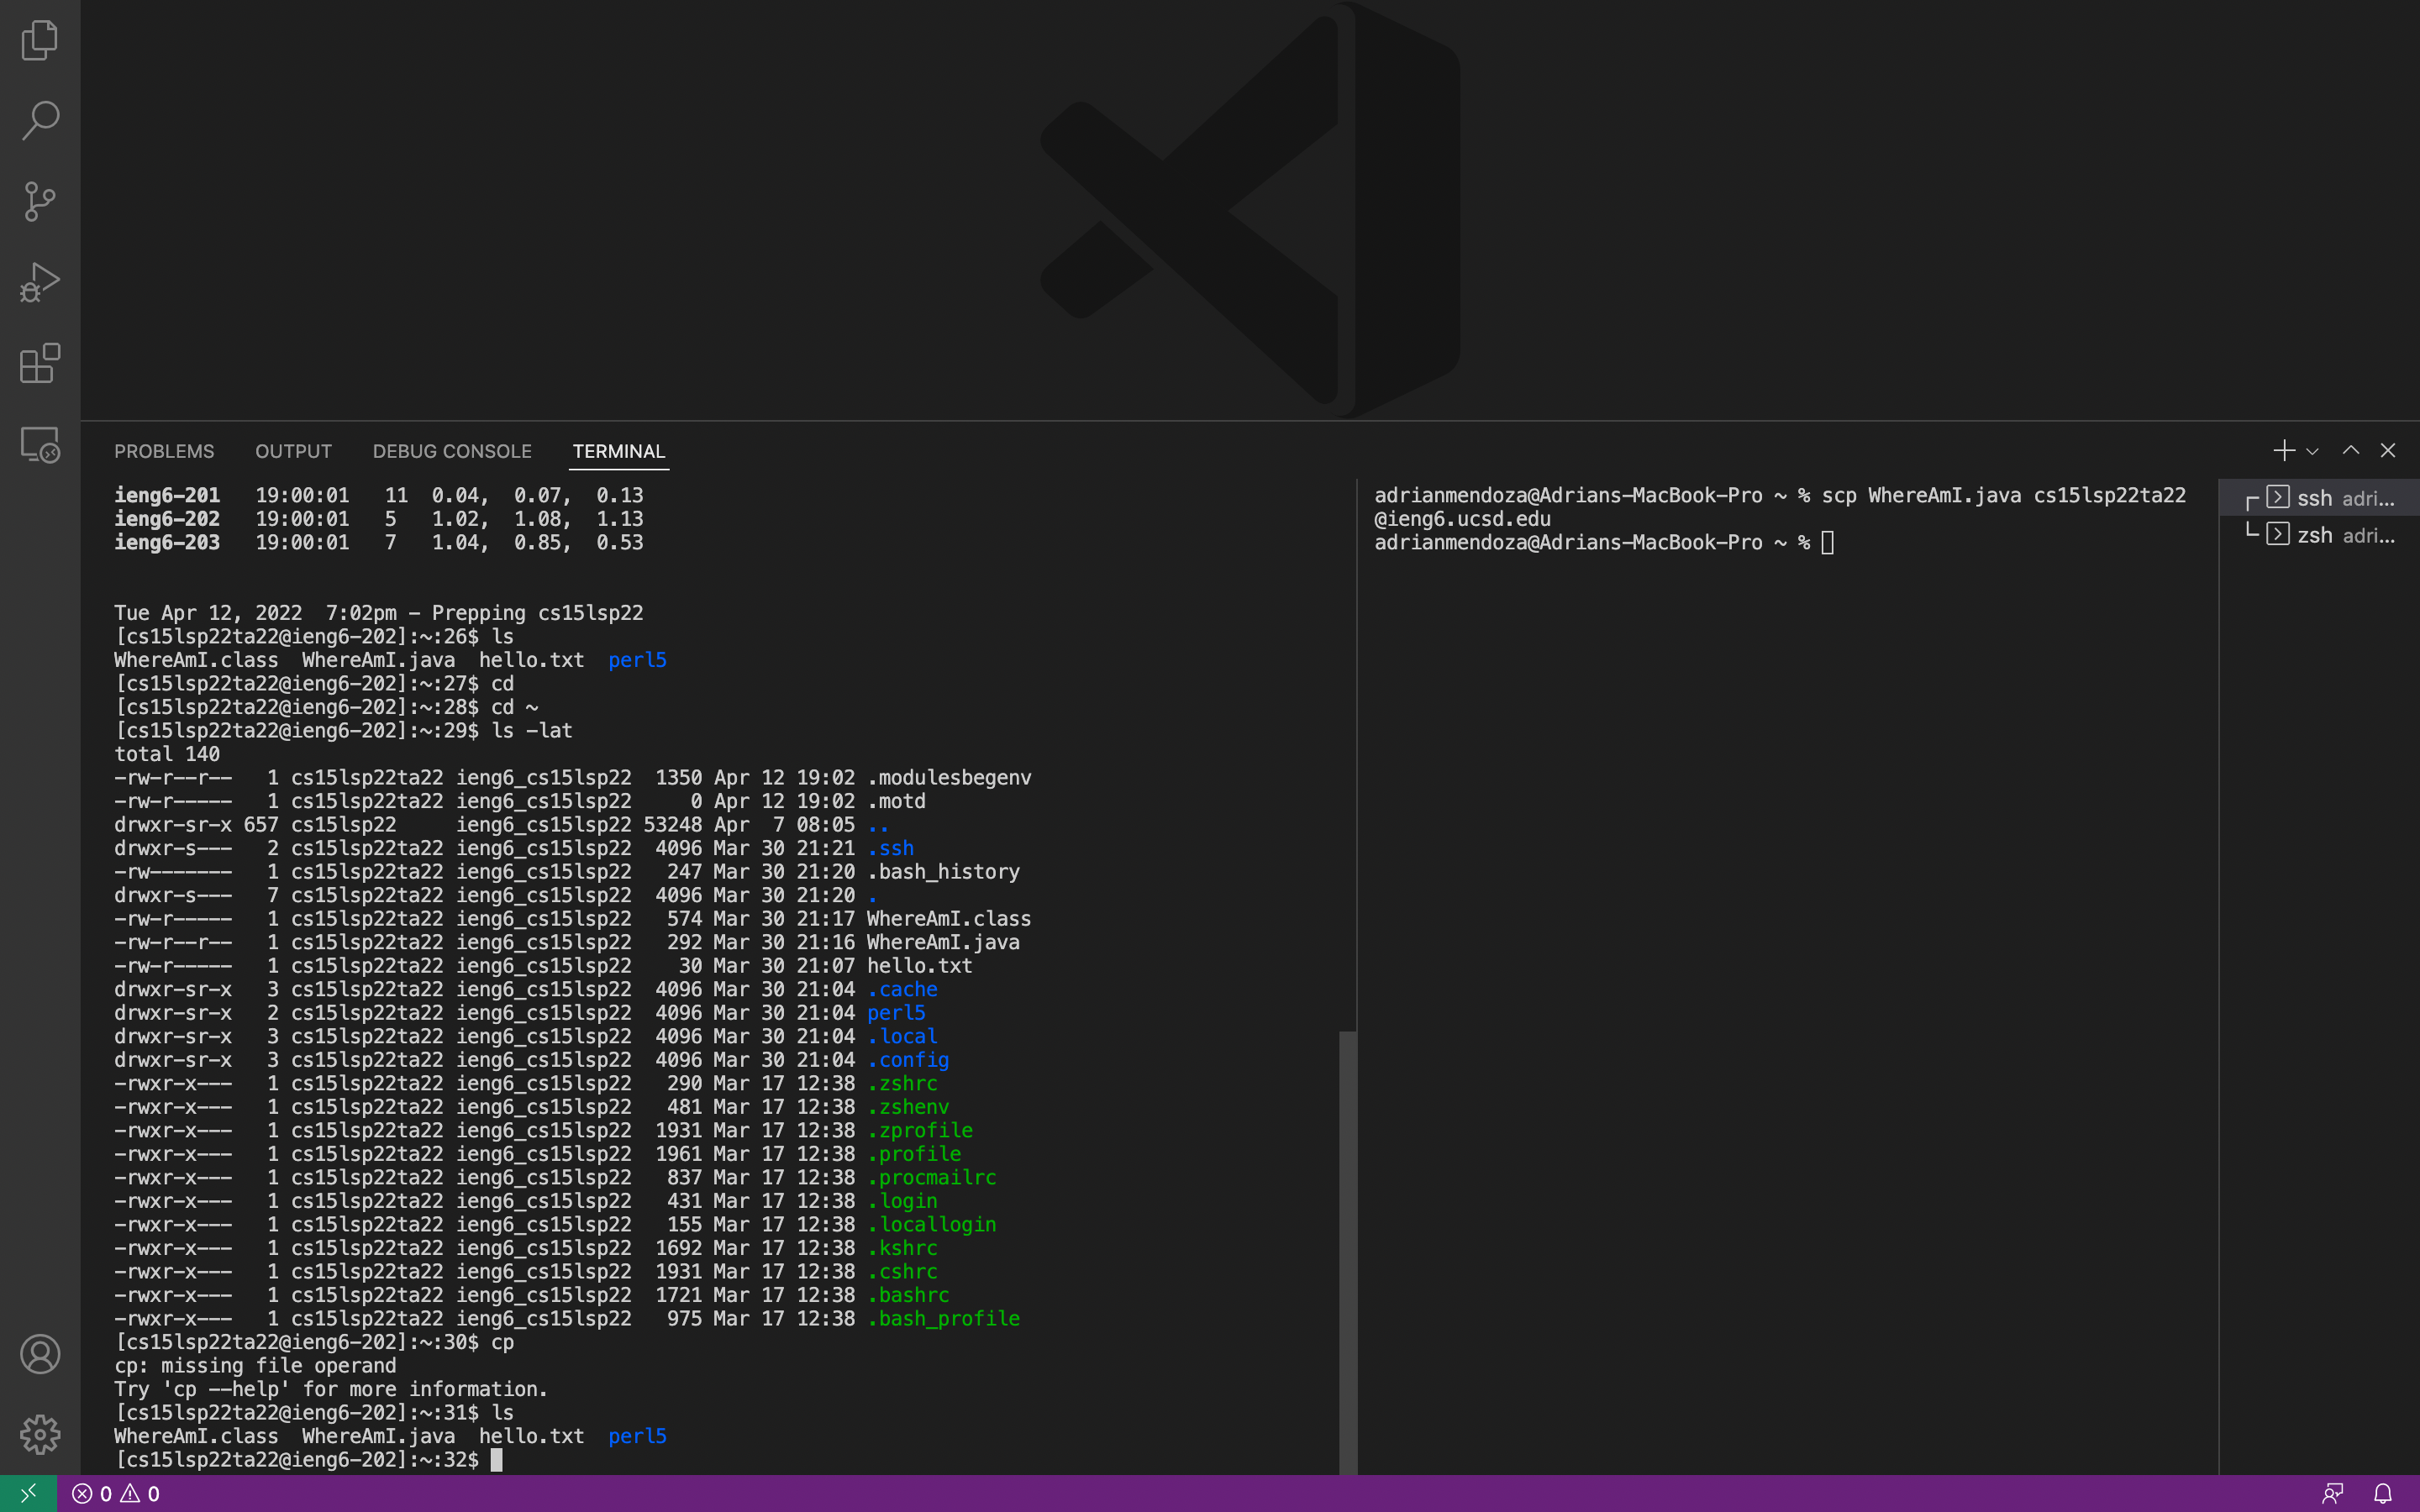 PROBLEMS OUTPUT DEBUG CONSOLE TERMINAL
ieng6-201   19:00:01   11  0.04,  0.07,  0.13
ieng6-202   19:00:01   5   1.02,  1.08,  1.13
ieng6-203   19:00:01   7   1.04,  0.85,  0.53
Tue Apr 12, 2022  7:02pm - Prepping cs15lsp22
[cs15lsp22ta22@ieng6-202]:~:26$ ls
WhereAmI.class  WhereAmI.java  hello.txt  perl5
[cs15lsp22ta22@ieng6-202]:~:27$ cd
[cs15lsp22ta22@ieng6-202]:~:28$ cd ~
[cs15lsp22ta22@ieng6-202]:~:29$ ls -lat
total 140
-rw-r--r--   1 cs15lsp22ta22 ieng6_cs15lsp22  1350 Apr 12 19:02 .modulesbegenv
-rw-r-----   1 cs15lsp22ta22 ieng6_cs15lsp22     0 Apr 12 19:02 .motd
drwxr-sr-x 657 cs15lsp22     ieng6_cs15lsp22 53248 Apr  7 08:05 ..
drwxr-s---   2 cs15lsp22ta22 ieng6_cs15lsp22  4096 Mar 30 21:21 .ssh
-rw-------   1 cs15lsp22ta22 ieng6_cs15lsp22   247 Mar 30 21:20 .bash_history
drwxr-s---   7 cs15lsp22ta22 ieng6_cs15lsp22  4096 Mar 30 21:20 .
-rw-r-----   1 cs15lsp22ta22 ieng6_cs15lsp22   574 Mar 30 21:17 WhereAmI.class
-rw-r--r--   1 cs15lsp22ta22 ieng6_cs15lsp22   292 Mar 30 21:16 WhereAmI.java
-rw-r-----   1 cs15lsp22ta22 ieng6_cs15lsp22    30 Mar 30 21:07 hello.txt
drwxr-sr-x   3 cs15lsp22ta22 ieng6_cs15lsp22  4096 Mar 30 21:04 .cache
drwxr-sr-x   2 cs15lsp22ta22 ieng6_cs15lsp22  4096 Mar 30 21:04 perl5
drwxr-sr-x   3 cs15lsp22ta22 ieng6_cs15lsp22  4096 Mar 30 21:04 .local
drwxr-sr-x   3 cs15lsp22ta22 ieng6_cs15lsp22  4096 Mar 30 21:04 .config
-rwxr-x---   1 cs15lsp22ta22 ieng6_cs15lsp22   290 Mar 17 12:38 .zshrc
-rwxr-x---   1 cs15lsp22ta22 ieng6_cs15lsp22   481 Mar 17 12:38 .zshenv
-rwxr-x---   1 cs15lsp22ta22 ieng6_cs15lsp22  1931 Mar 17 12:38 .zprofile
-rwxr-x---   1 cs15lsp22ta22 ieng6_cs15lsp22  1961 Mar 17 12:38 .profile
-rwxr-x---   1 cs15lsp22ta22 ieng6_cs15lsp22   837 Mar 17 12:38 .procmailrc
-rwxr-x---   1 cs15lsp22ta22 ieng6_cs15lsp22   431 Mar 17 12:38 .login
-rwxr-x---   1 cs15lsp22ta22 ieng6_cs15lsp22   155 Mar 17 12:38 .locallogin
-rwxr-x---   1 cs15lsp22ta22 ieng6_cs15lsp22  1692 Mar 17 12:38 .kshrc
-rwxr-x---   1 cs15lsp22ta22 ieng6_cs15lsp22  1931 Mar 17 12:38 .cshrc
-rwxr-x---   1 cs15lsp22ta22 ieng6_cs15lsp22  1721 Mar 17 12:38 .bashrc
-rwxr-x---   1 cs15lsp22ta22 ieng6_cs15lsp22   975 Mar 17 12:38 .bash_profile
[cs15lsp22ta22@ieng6-202]:~:30$ cp
cp: missing file operand
Try 'cp --help' for more information.
[cs15lsp22ta22@ieng6-202]:~:31$ ls
WhereAmI.class  WhereAmI.java  hello.txt  perl5
[cs15lsp22ta22@ieng6-202]:~:32$
adrianmendoza@Adrians-MacBook-Pro ~ % scp WhereAmI.java cs15lsp22ta22
@ieng6.ucsd.edu
adrianmendoza@Adrians-MacBook-Pro ~ %
ssh adri...
zsh adri...
0 0